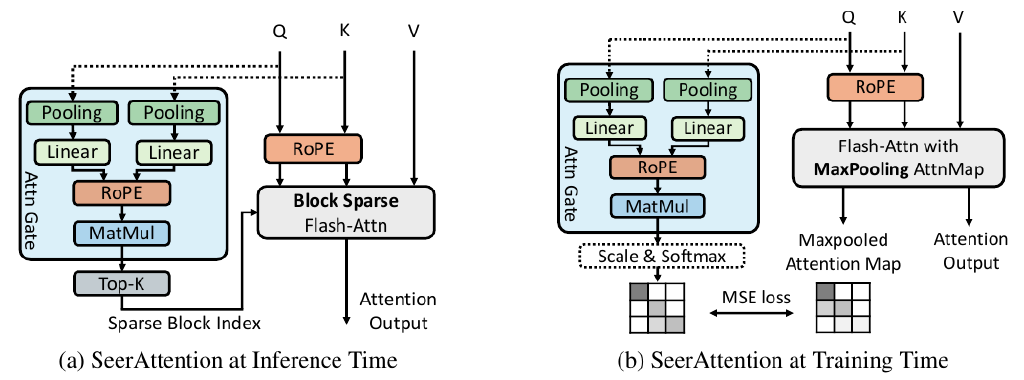 Q
K
V
Pooling
Pooling
Linear
Linear
RoPE
MatMul
Attn Gate
Top-K
Sparse Block Index
RoPE
Block Sparse
Flash-Attn
Attention
Output
(a) SeerAttention at Inference Time
Q
K
V
Pooling
Pooling
Linear
Linear
RoPE
MatMul
Attn Gate
Scale & Softmax
RoPE
Flash-Attn with
MaxPooling AttnMap
Maxpooled
Attention Map
Attention
Output
MSE loss
(b) SeerAttention at Training Time